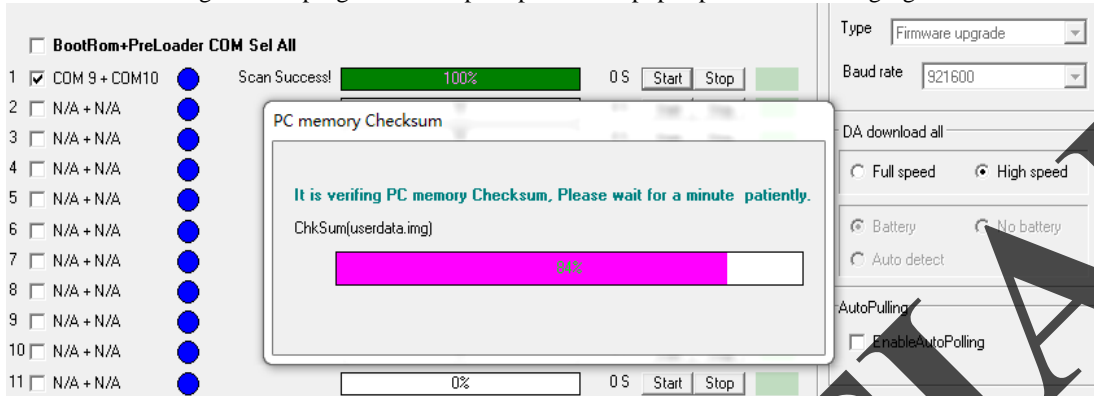 BootRom+PreLoader COM Sel All
1 COM 9 + COM10 Scan Success! 100% 0 S Start Stop
2 N/A + N/A
3 N/A + N/A
4 N/A + N/A
5 N/A + N/A
6 N/A + N/A
7 N/A + N/A
8 N/A + N/A
9 N/A + N/A
10 N/A + N/A
11 N/A + N/A 0% 0 S Start Stop
PC memory Checksum
It is verifing PC memory Checksum, Please wait for a minute patiently.
ChkSum(userdata.img)
84%
Type Firmware upgrade
Baud rate 921600
DA download all
Full speed High speed
Battery No battery
Auto detect
AutoPulling
EnableAutoPolling